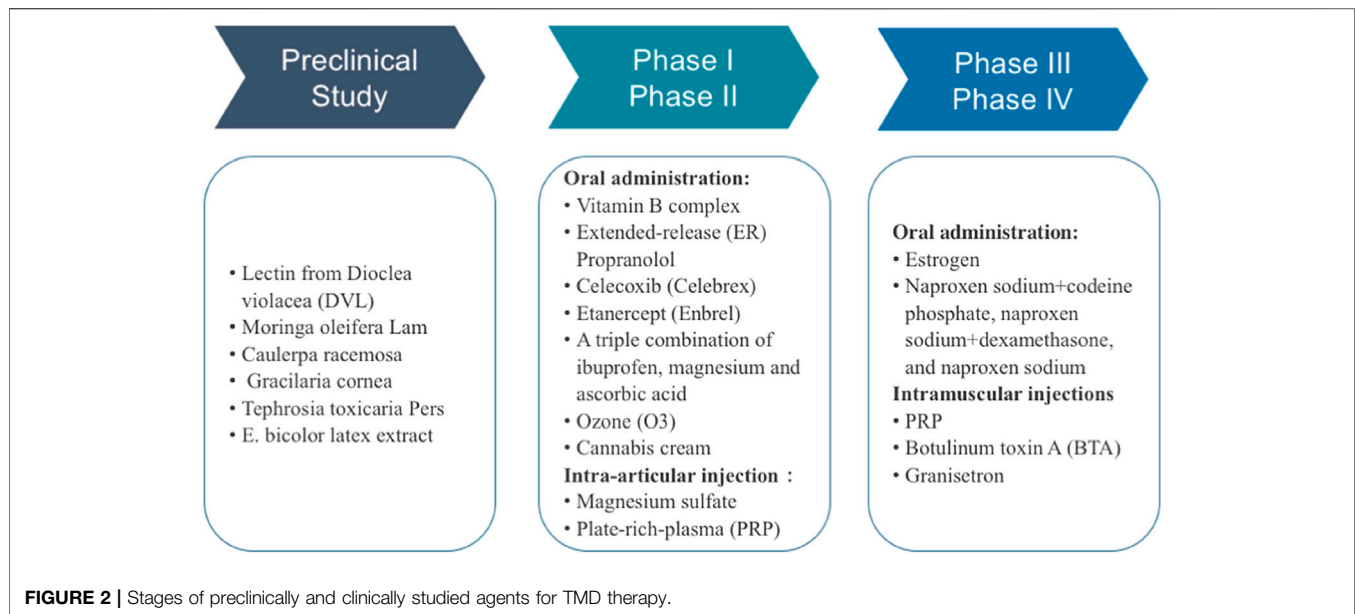 Preclinical
Study
Phase I
Phase II
Phase III
Phase IV
• Lectin from Dioclea
violacea (DVL)
• Moringa oleifera Lam
• Caulerpa racemosa
• Gracilaria cornea
• Tephrosia toxicaria Pers
• E. bicolor latex extract
Oral administration:
• Vitamin B complex
• Extended-release (ER)
Propranolol
• Celecoxib (Celebrex)
• Etanercept (Enbrel)
• A triple combination of
ibuprofen, magnesium and
ascorbic acid
• Ozone (O3)
• Cannabis cream
Intra-articular injection：
• Magnesium sulfate
• Plate-rich-plasma (PRP)
Oral administration:
• Estrogen
• Naproxen sodium+codeine
phosphate, naproxen
sodium+dexamethasone,
and naproxen sodium
Intramuscular injections
• PRP
• Botulinum toxin A (BTA)
• Granisetron
FIGURE 2 | Stages of preclinically and clinically studied agents for TMD therapy.